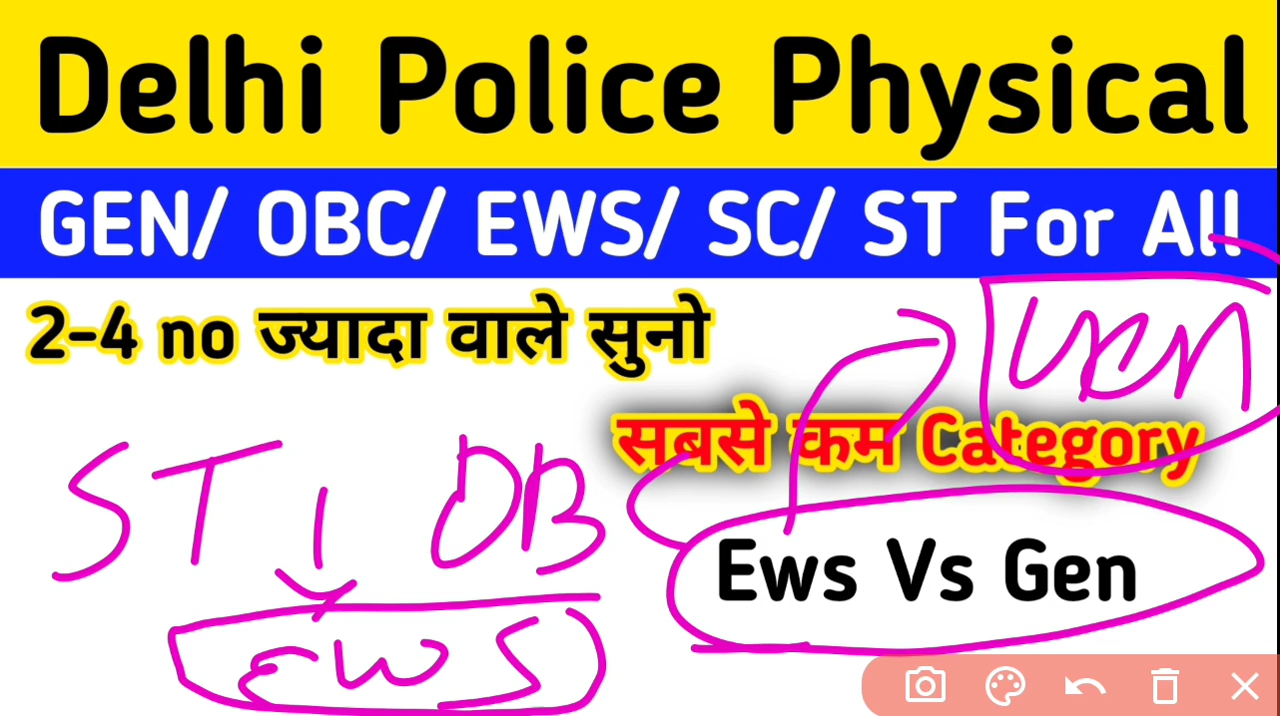 Delhi Police Physical
GEN/ OBC/ EWS/ SC/ ST For All
2-4 no ज्यादा वाले सुनो
सबसे कम Category
Ews Vs Gen
ST OB
EWS